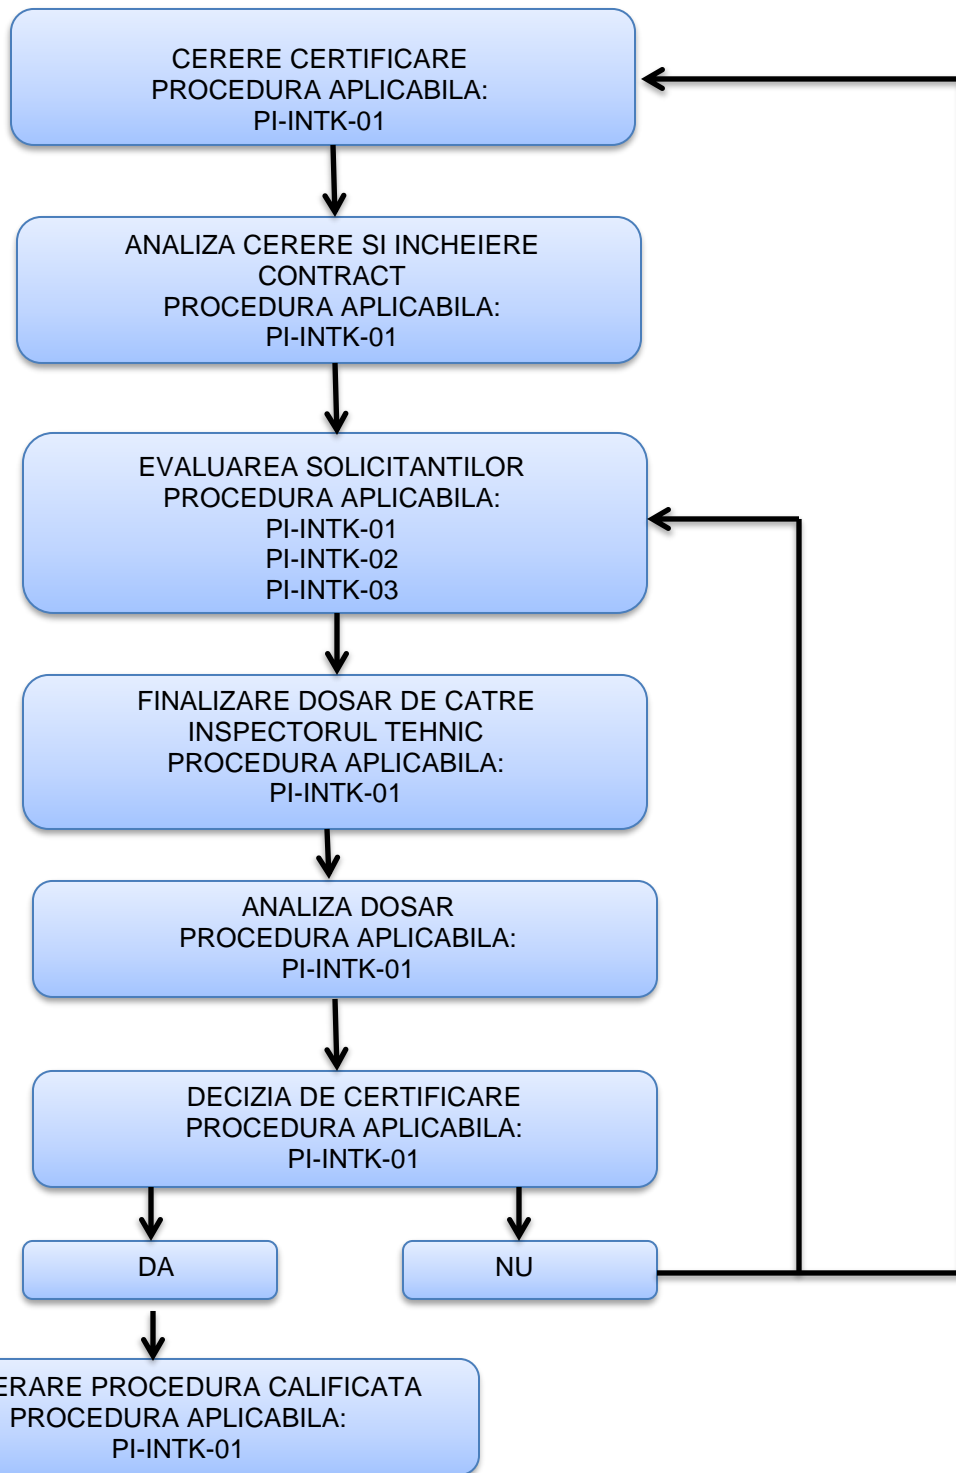 CERERE CERTIFICARE
PROCEDURA APLICABILA:
PI-INTK-01
ANALIZA CERERE SI INCHEIERE
CONTRACT
PROCEDURA APLICABILA:
PI-INTK-01
EVALUAREA SOLICITANTILOR
PROCEDURA APLICABILA:
PI-INTK-01
PI-INTK-02
PI-INTK-03
FINALIZARE DOSAR DE CATRE
INSPECTORUL TEHNIC
PROCEDURA APLICABILA:
PI-INTK-01
ANALIZA DOSAR
PROCEDURA APLICABILA:
PI-INTK-01
DECIZIA DE CERTIFICARE
PROCEDURA APLICABILA:
PI-INTK-01
DA
NU
PROCEDURA CALIFICATA
PROCEDURA APLICABILA:
PI-INTK-01